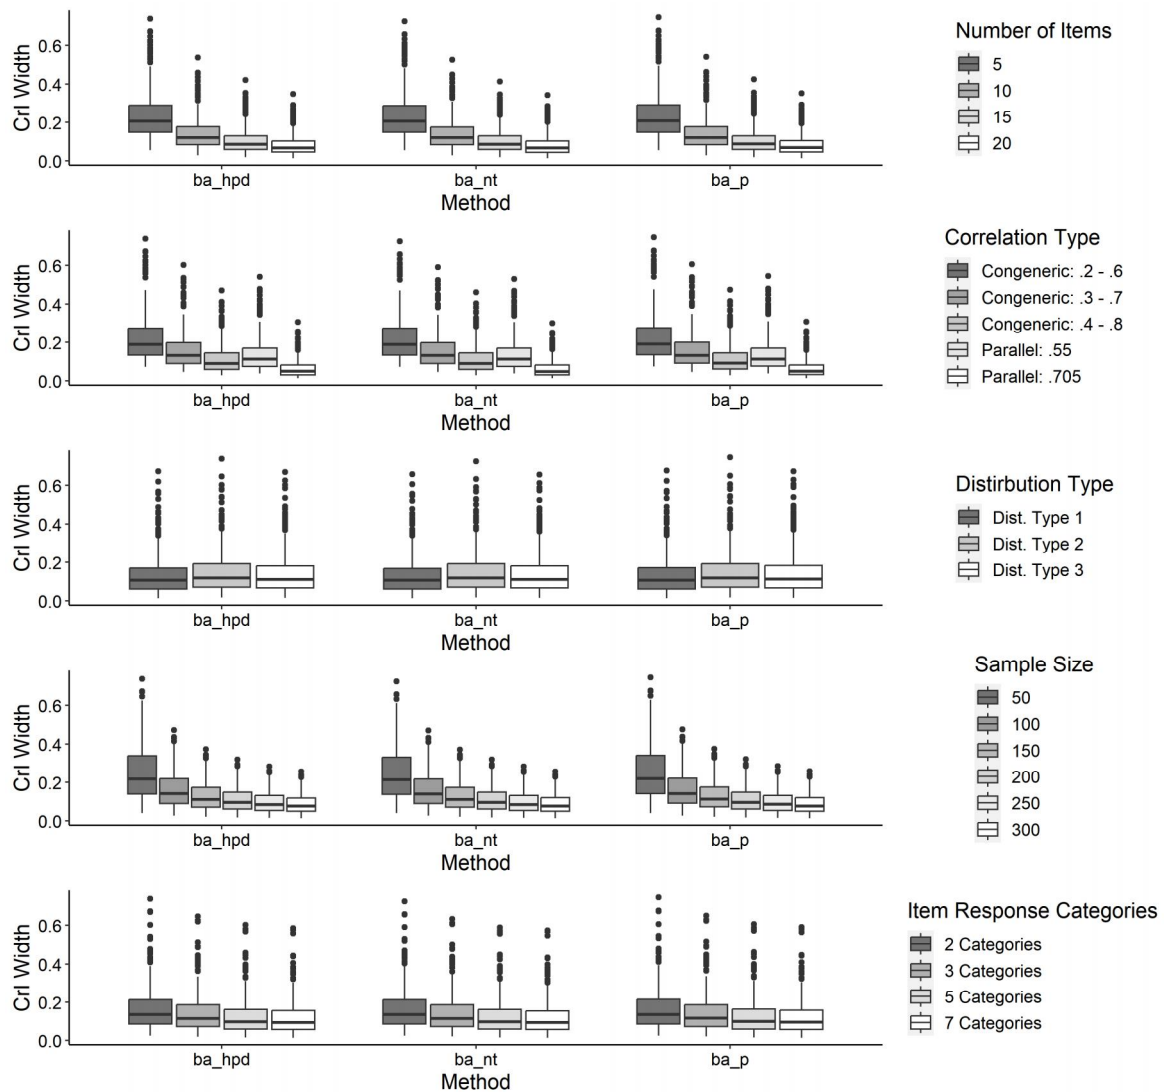 CrI Width
0.6
0.4
0.2
0.0
ba_hpd ba_nt ba_p
Method
Number of Items
5
10
15
20
CrI Width
0.6
0.4
0.2
0.0
ba_hpd ba_nt ba_p
Method
Correlation Type
Congeneric: .2 - .6
Congeneric: .3 - .7
Congeneric: .4 - .8
Parallel: .55
Parallel: .705
CrI Width
0.6
0.4
0.2
0.0
ba_hpd ba_nt ba_p
Method
Distirbution Type
Dist. Type 1
Dist. Type 2
Dist. Type 3
CrI Width
0.6
0.4
0.2
0.0
ba_hpd ba_nt ba_p
Method
Sample Size
50
100
150
200
250
300
CrI Width
0.6
0.4
0.2
0.0
ba_hpd ba_nt ba_p
Method
Item Response Categories
2 Categories
3 Categories
5 Categories
7 Categories